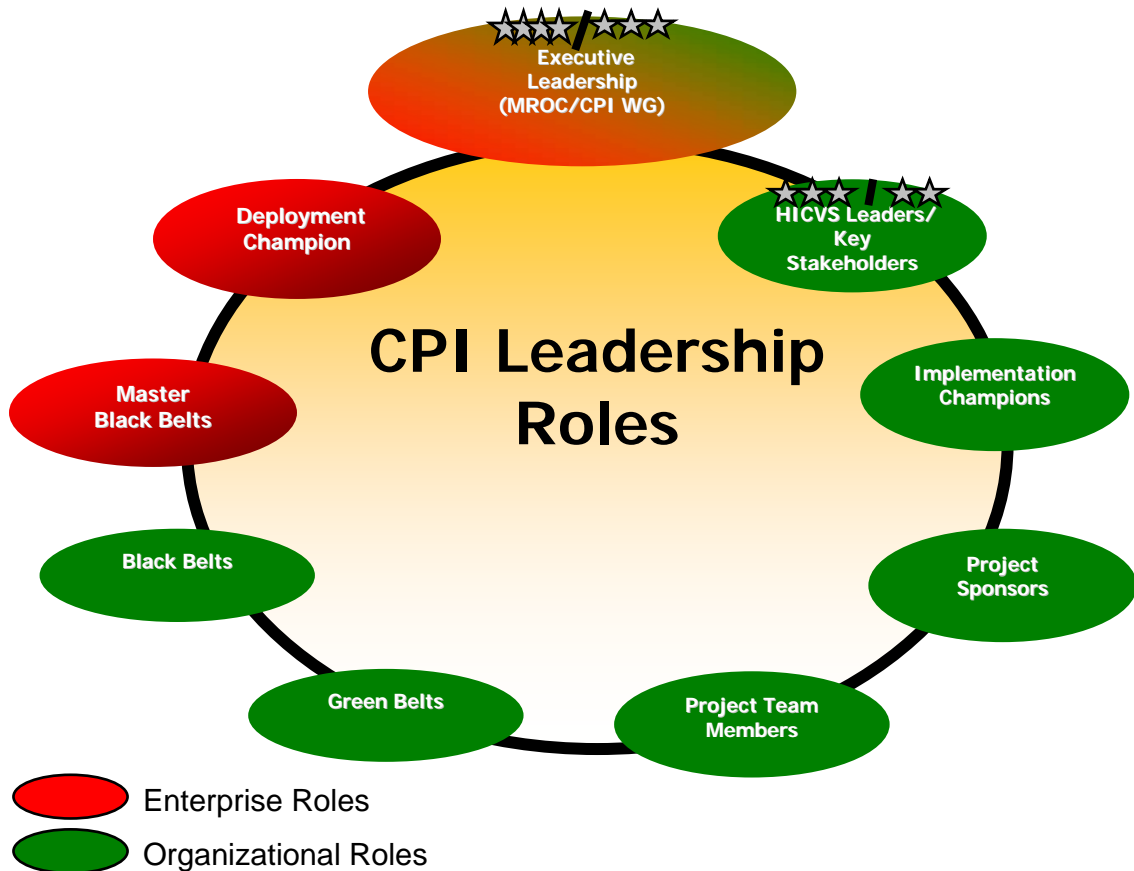 Executive
Leadership
(MROC/CPI WG)
Deployment
Champion
HICVS Leaders/
Key
Stakeholders
CPI Leadership
Roles
Implementation
Champions
Master
Black Belts
Black Belts
Project
Sponsors
Green Belts
Project Team
Members
Enterprise Roles
Organizational Roles